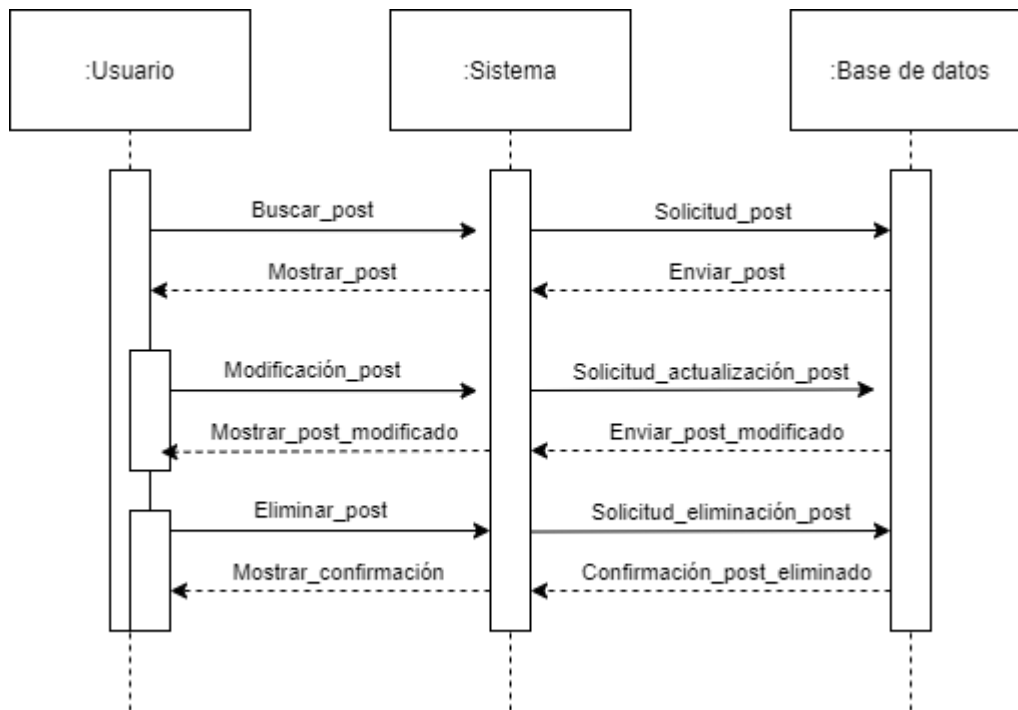 :Usuario
:Sistema
:Base de datos
Buscar_post
Solicitud_post
Mostrar_post
Enviar_post
Modificación_post
Solicitud_actualización_post
Mostrar_post_modificado
Enviar_post_modificado
Eliminar_post
Solicitud_eliminación_post
Mostrar_confirmación
Confirmación_post_eliminado